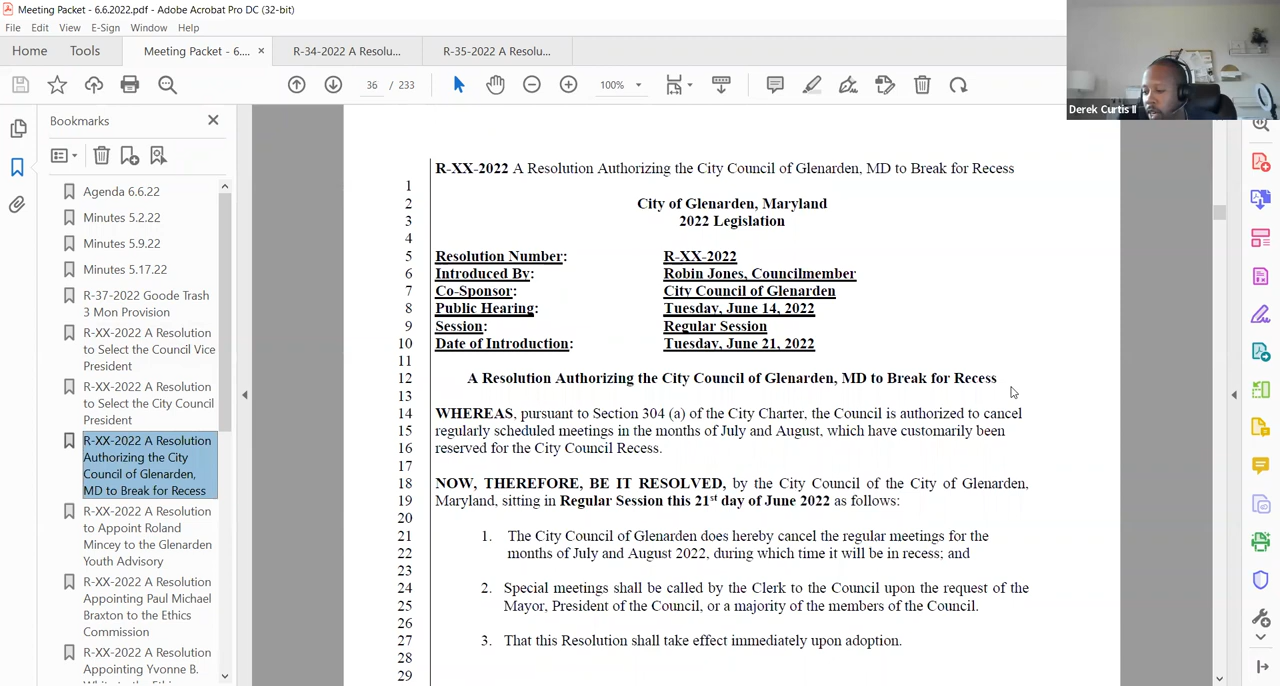 Meeting Packet - 6.6.2022.pdf - Adobe Acrobat Pro DC (32-bit)
File Edit View E-Sign Window Help
Home Tools Meeting Packet - 6.... × R-34-2022 A Resolu... R-35-2022 A Resolu...
36 / 233 100%
Derek Curtis II
Bookmarks
Agenda 6.6.22
Minutes 5.2.22
Minutes 5.9.22
Minutes 5.17.22
R-37-2022 Goode Trash
3 Mon Provision
R-XX-2022 A Resolution
to Select the Council Vice
President
R-XX-2022 A Resolution
to Select the City Council
President
R-XX-2022 A Resolution
Authorizing the City
Council of Glenarden,
MD to Break for Recess
R-XX-2022 A Resolution
to Appoint Roland
Mincey to the Glenarden
Youth Advisory
R-XX-2022 A Resolution
Appointing Paul Michael
Braxton to the Ethics
Commission
R-XX-2022 A Resolution
Appointing Yvonne B.
R-XX-2022 A Resolution Authorizing the City Council of Glenarden, MD to Break for Recess
1
2 City of Glenarden, Maryland
3 2022 Legislation
4
5 Resolution Number: R-XX-2022
6 Introduced By: Robin Jones, Councilmember
7 Co-Sponsor: City Council of Glenarden
8 Public Hearing: Tuesday, June 14, 2022
9 Session: Regular Session
10 Date of Introduction: Tuesday, June 21, 2022
11
12 A Resolution Authorizing the City Council of Glenarden, MD to Break for Recess
13
14 WHEREAS, pursuant to Section 304 (a) of the City Charter, the Council is authorized to cancel
15 regularly scheduled meetings in the months of July and August, which have customarily been
16 reserved for the City Council Recess.
17
18 NOW, THEREFORE, BE IT RESOLVED, by the City Council of the City of Glenarden,
19 Maryland, sitting in Regular Session this 21st day of June 2022 as follows:
20
21 1. The City Council of Glenarden does hereby cancel the regular meetings for the
22 months of July and August 2022, during which time it will be in recess; and
23
24 2. Special meetings shall be called by the Clerk to the Council upon the request of the
25 Mayor, President of the Council, or a majority of the members of the Council.
26
27 3. That this Resolution shall take effect immediately upon adoption.
28
29